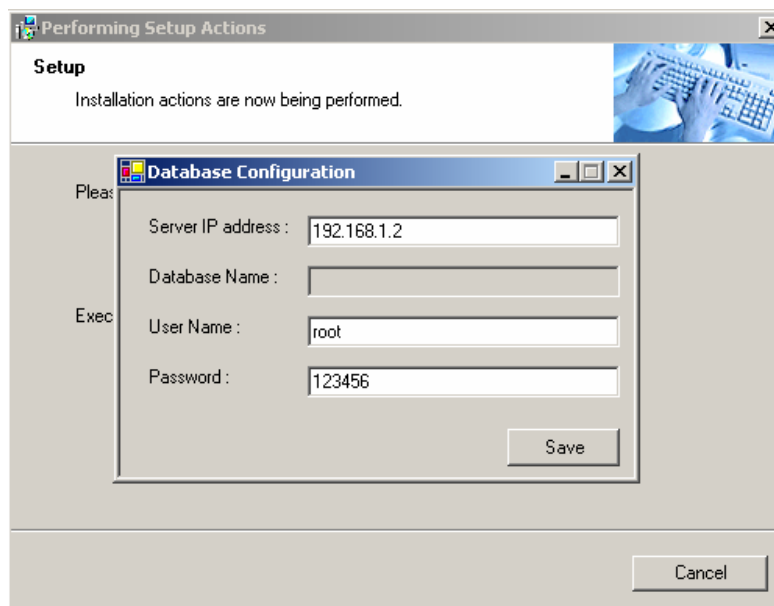 Performing Setup Actions
Setup
Installation actions are now being performed.
Database Configuration
Server IP address : 192.168.1.2
Database Name :
User Name : root
Password : 123456
Save
Cancel